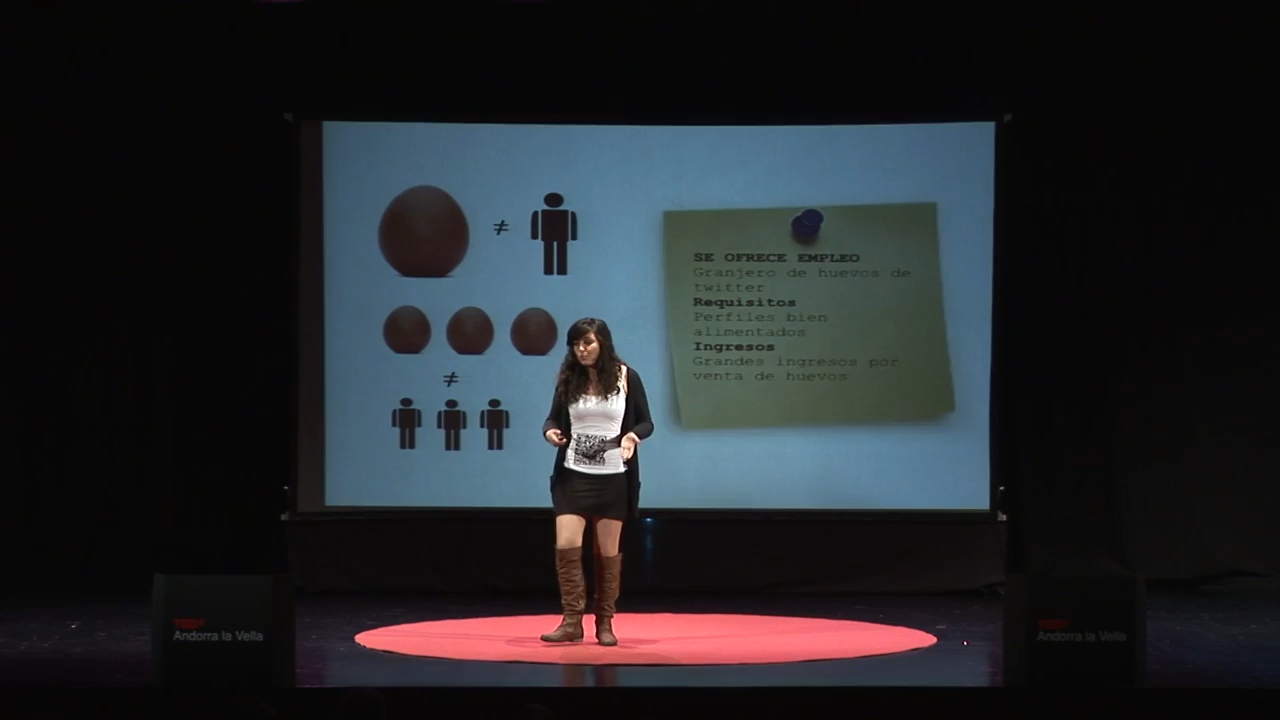 ≠
SE OFRECE EMPLEO
Granjero de huevos de
twitter
Requisitos
Perfiles bien
alimentados
Ingresos
Grandes ingresos por
venta de huevos
≠
Andorra la Vella
Andorra la Vella